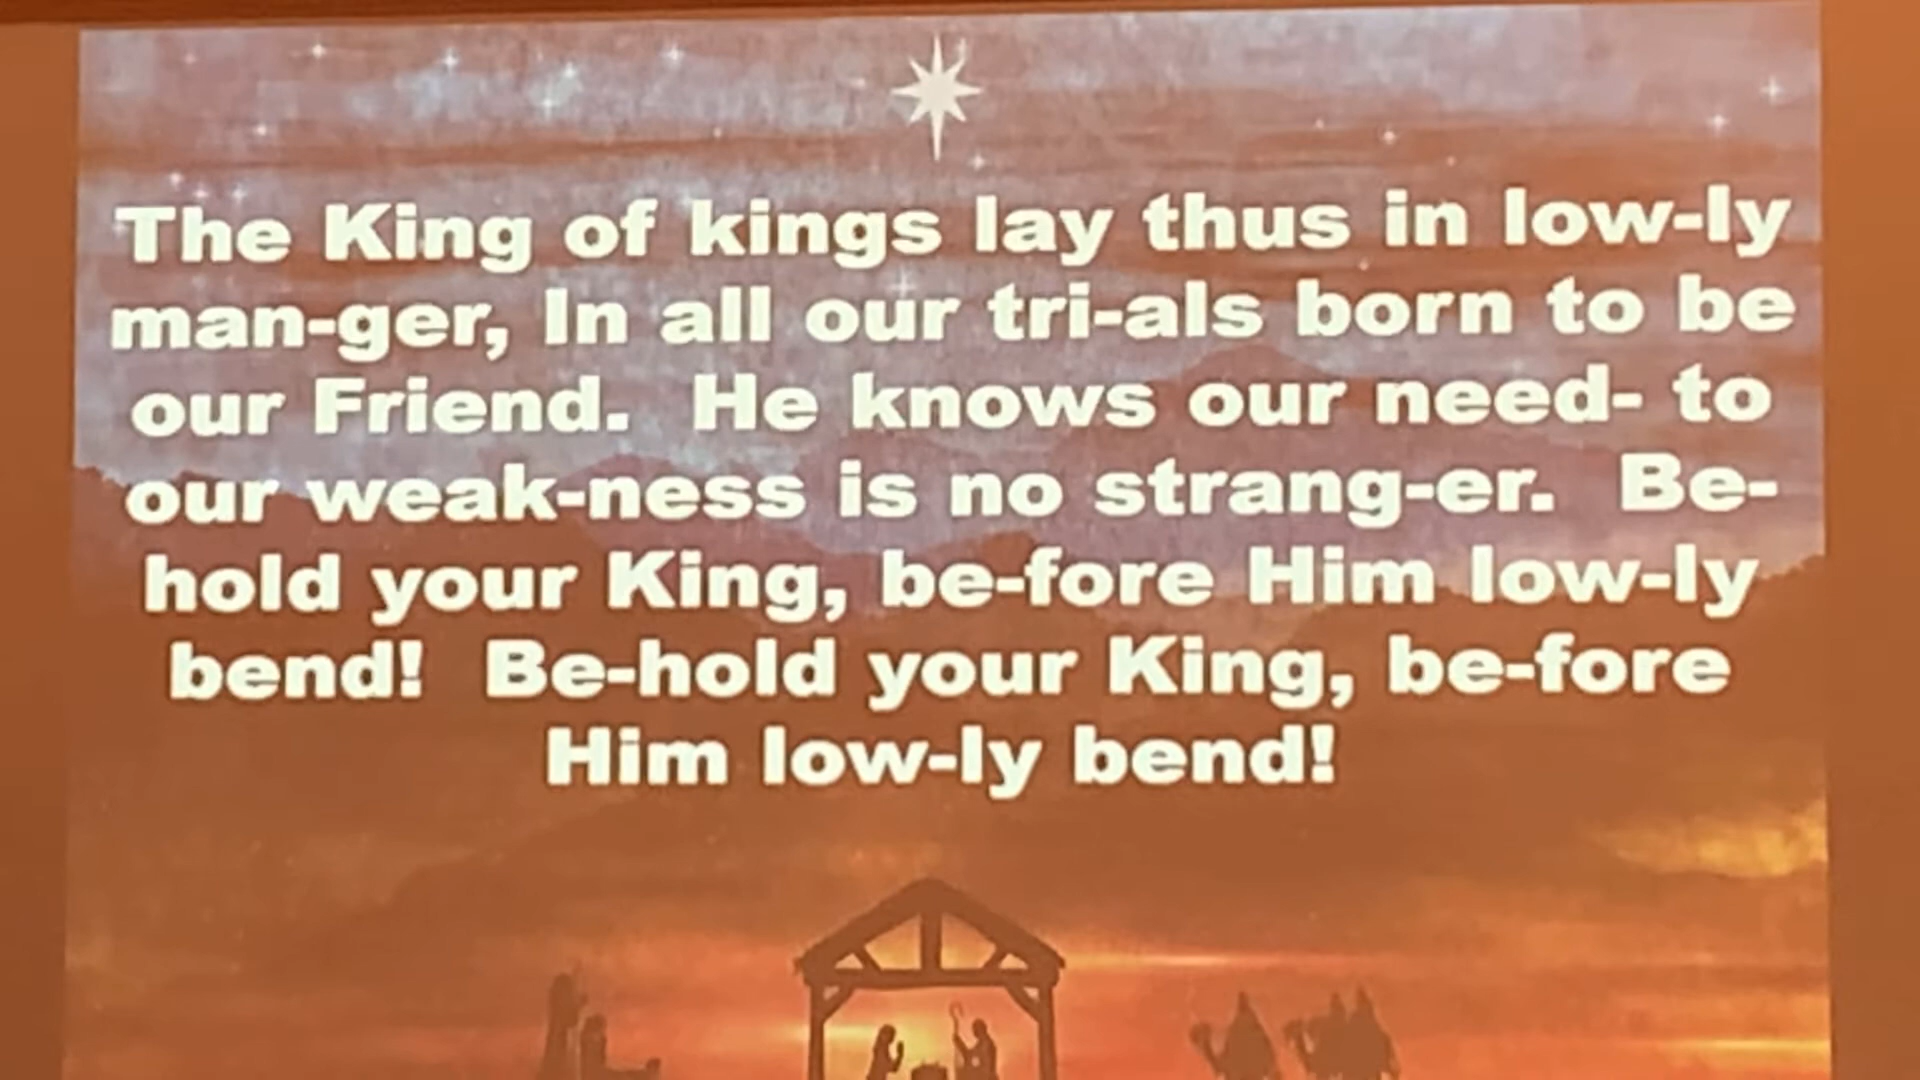 The King of kings lay thus in low-ly
man-ger, In all our tri-als born to be
our Friend.  He knows our need- to
our weak-ness is no strang-er.  Be-
hold your King, be-fore Him low-ly
bend!  Be-hold your King, be-fore
Him low-ly bend!